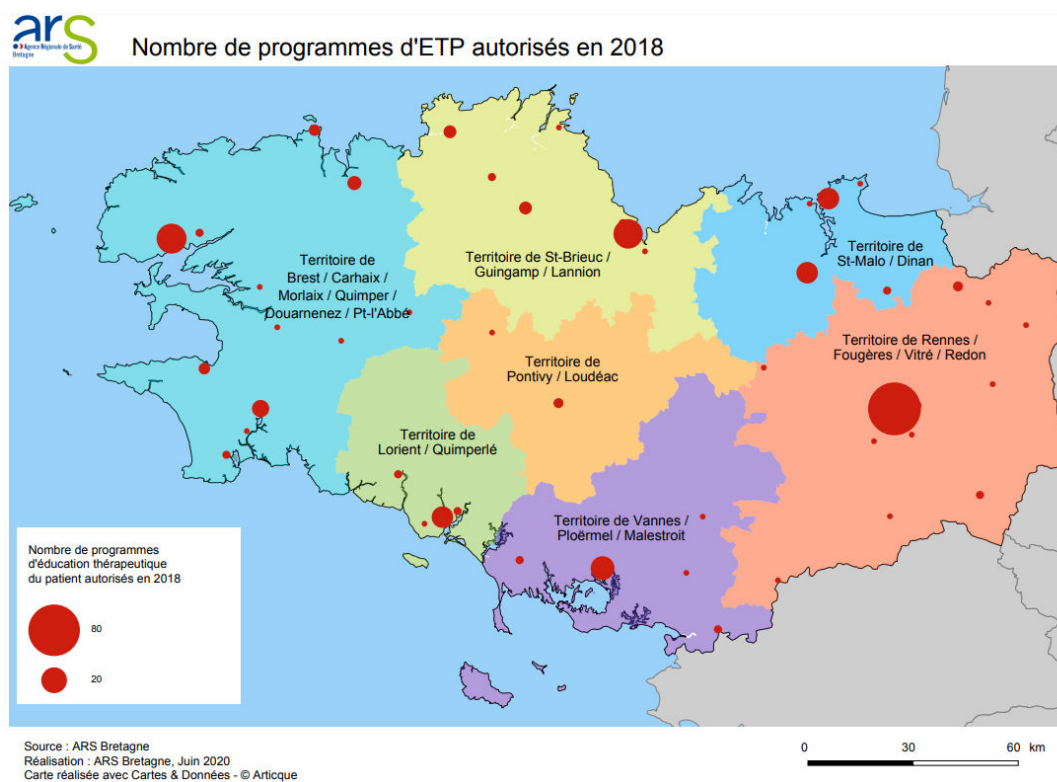 ars
Agence Régionale de Santé
Bretagne
Nombre de programmes d'ETP autorisés en 2018
Territoire de
Brest / Carhaix /
Morlaix / Quimper /
Douarnenez / Pt-l'Abbé
Territoire de St-Brieuc /
Guingamp / Lannion
Territoire de
St-Malo / Dinan
Territoire de
Pontivy / Loudéac
Territoire de Rennes /
Fougères / Vitré / Redon
Territoire de
Lorient / Quimperlé
Territoire de Vannes /
Ploërmel / Malestroit
Nombre de programmes
d'éducation thérapeutique
du patient autorisés en 2018
80
20
Source : ARS Bretagne
Réalisation : ARS Bretagne, Juin 2020
Carte réalisée avec Cartes & Données - © Articque
0 30 60 km